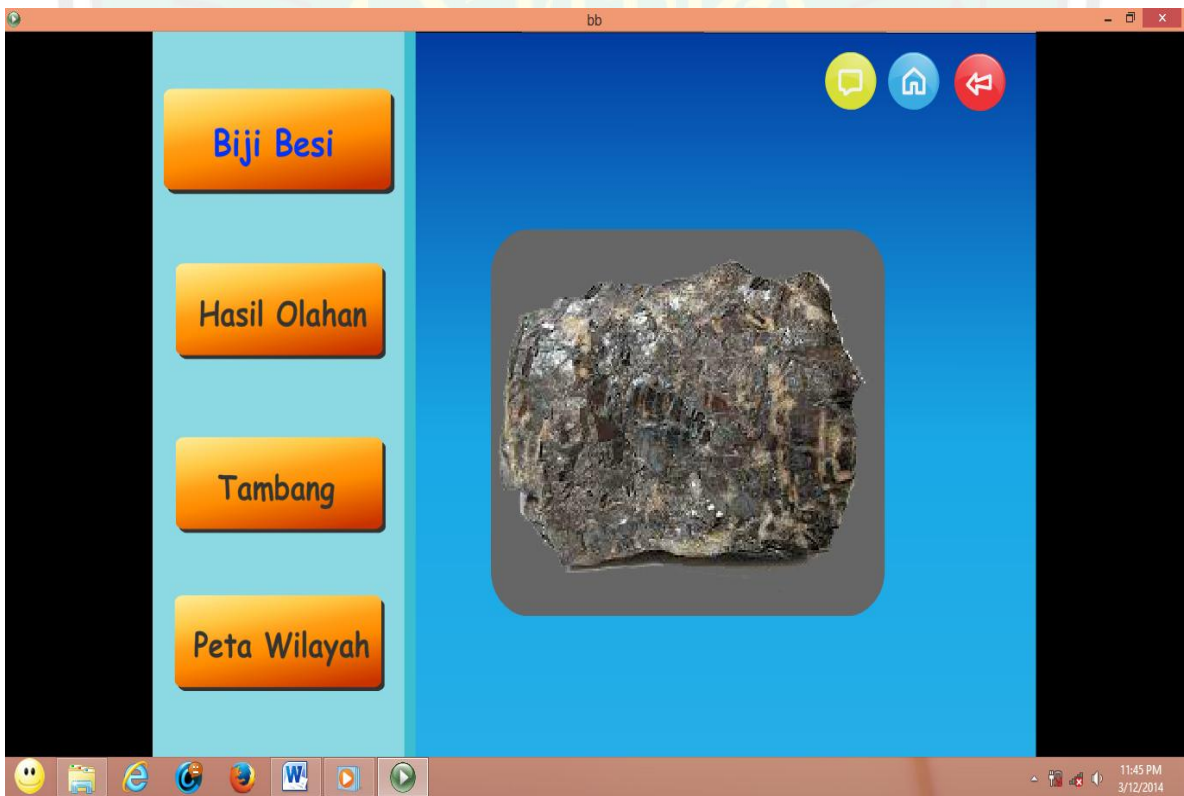 bb
Biji Besi
Hasil Olahan
Tambang
Peta Wilayah
11:45 PM
3/12/2014